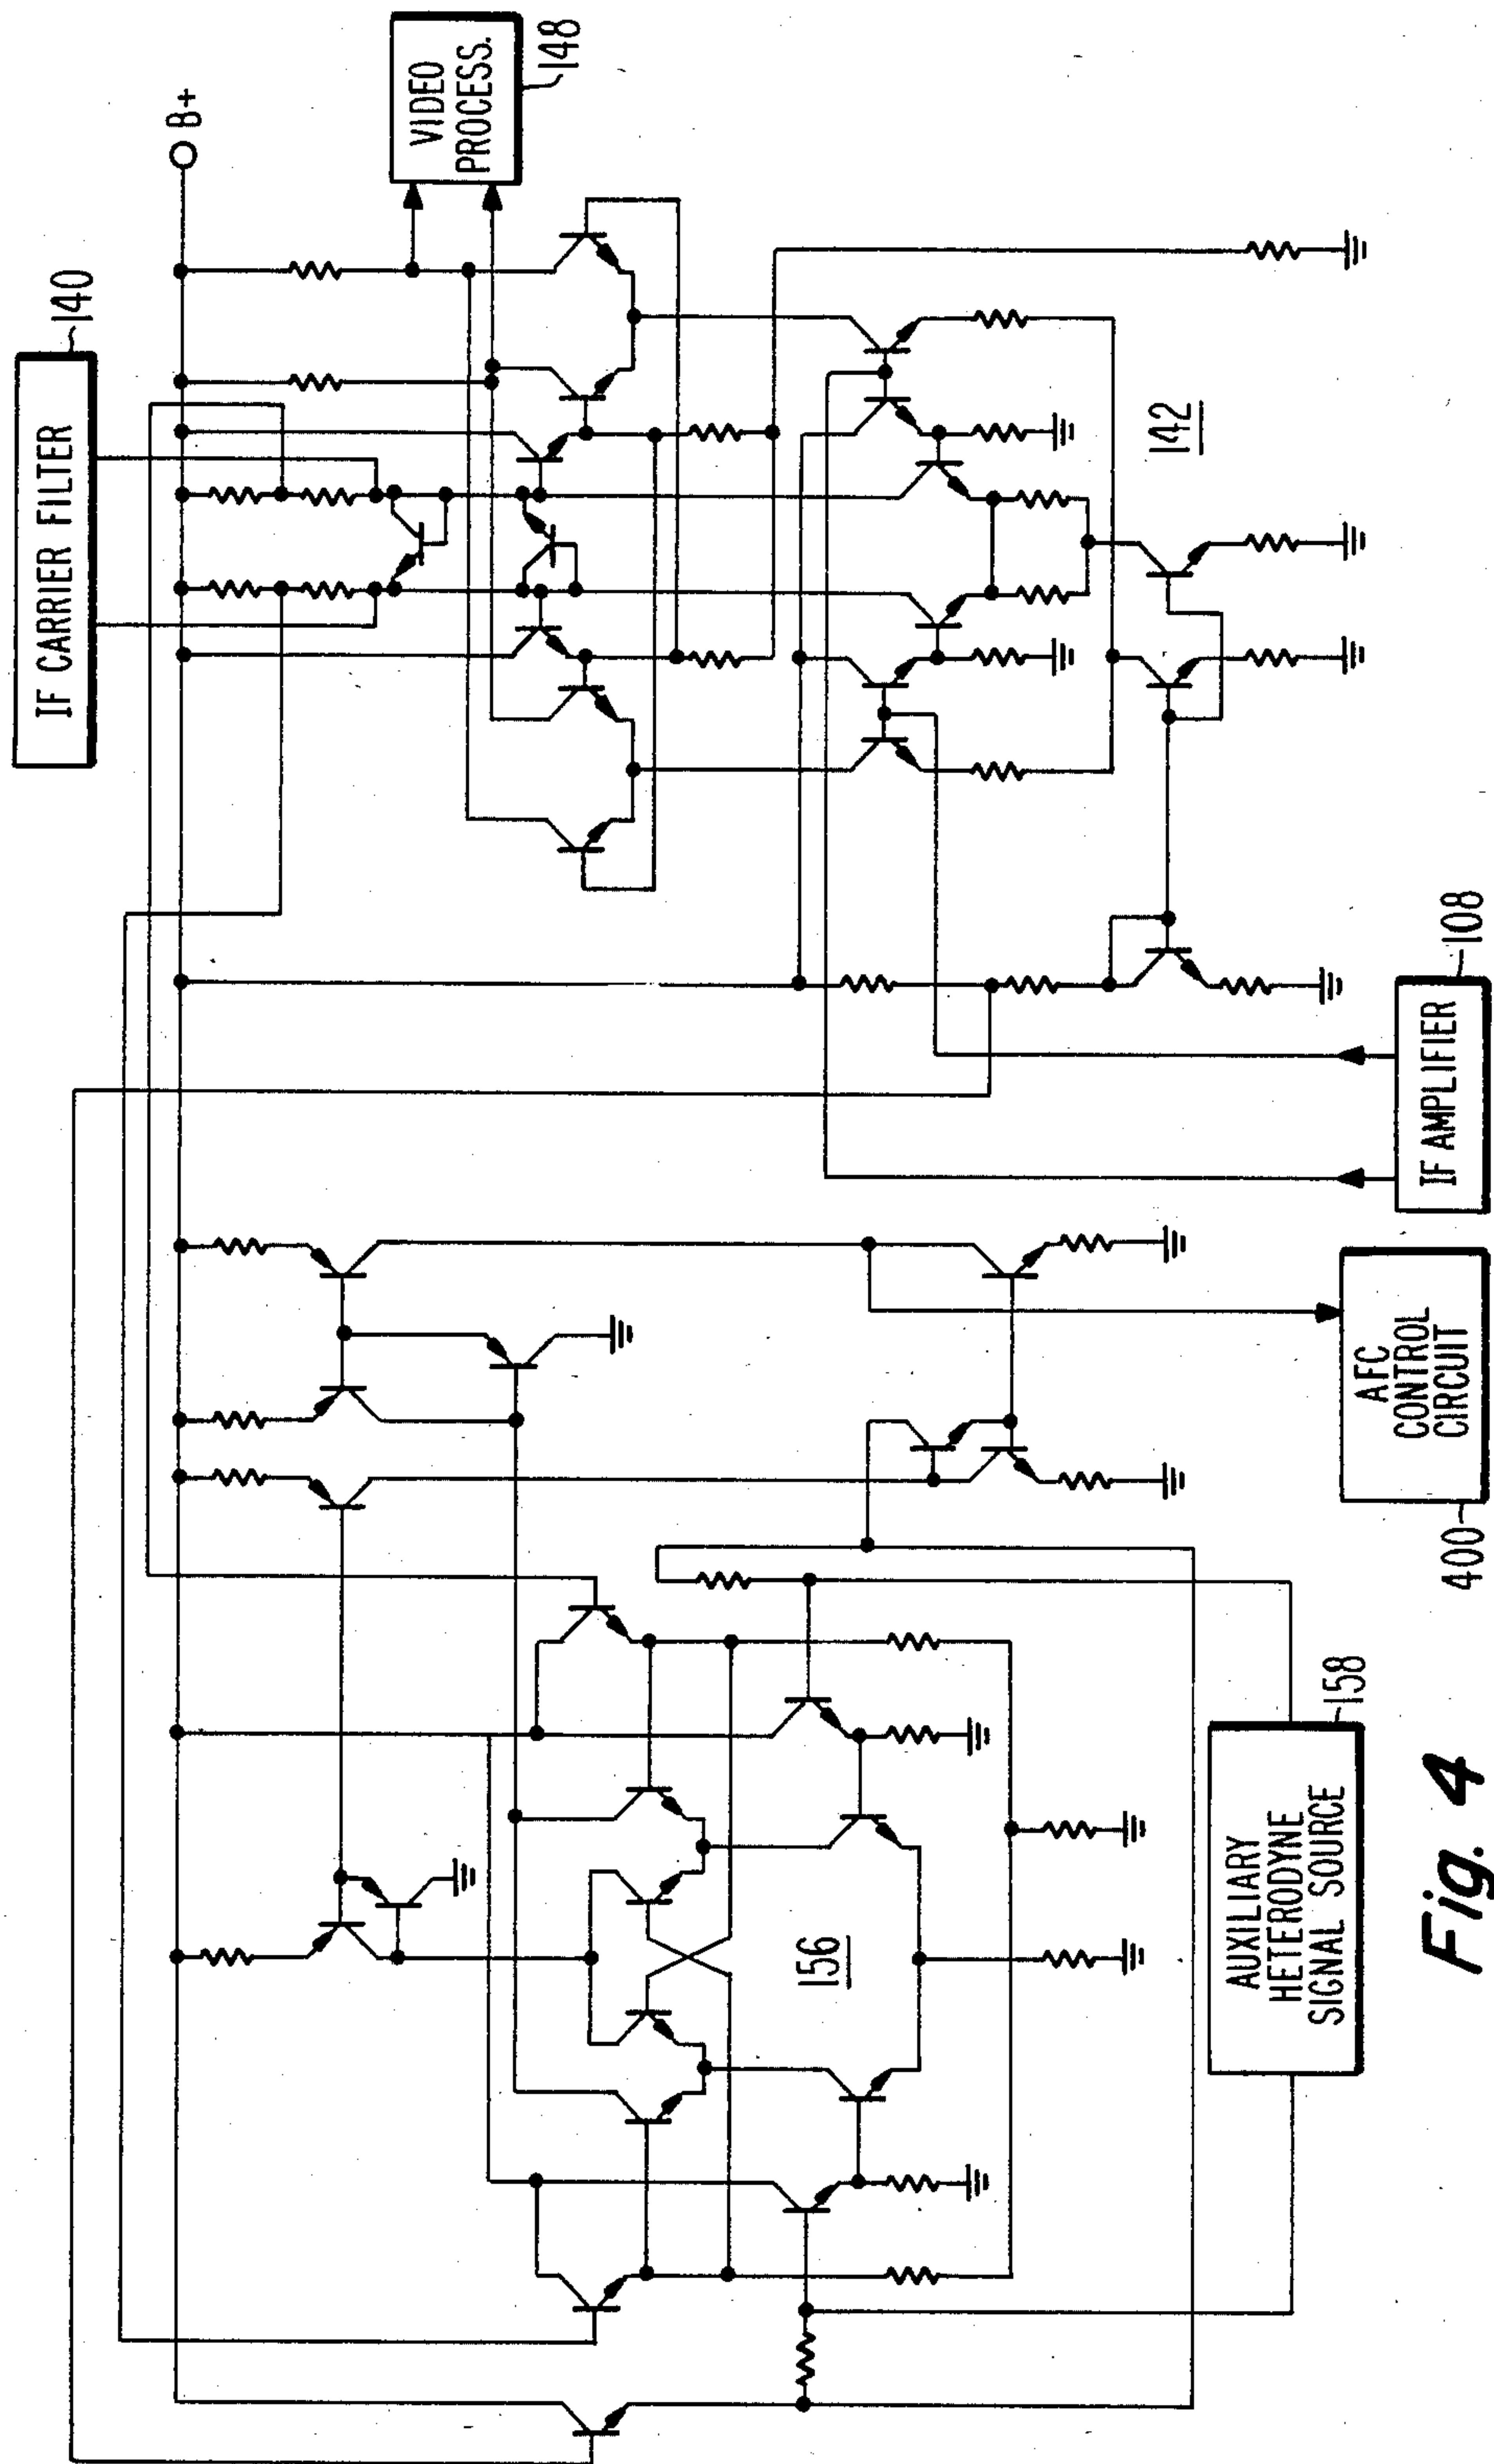 IF CARRIER FILTER
140
B+
VIDEO
PROCESS.
148
142
156
IF AMPLIFIER
108
AFC
CONTROL
CIRCUIT
400
AUXILIARY
HETERODYNE
SIGNAL SOURCE
158
Fig. 4